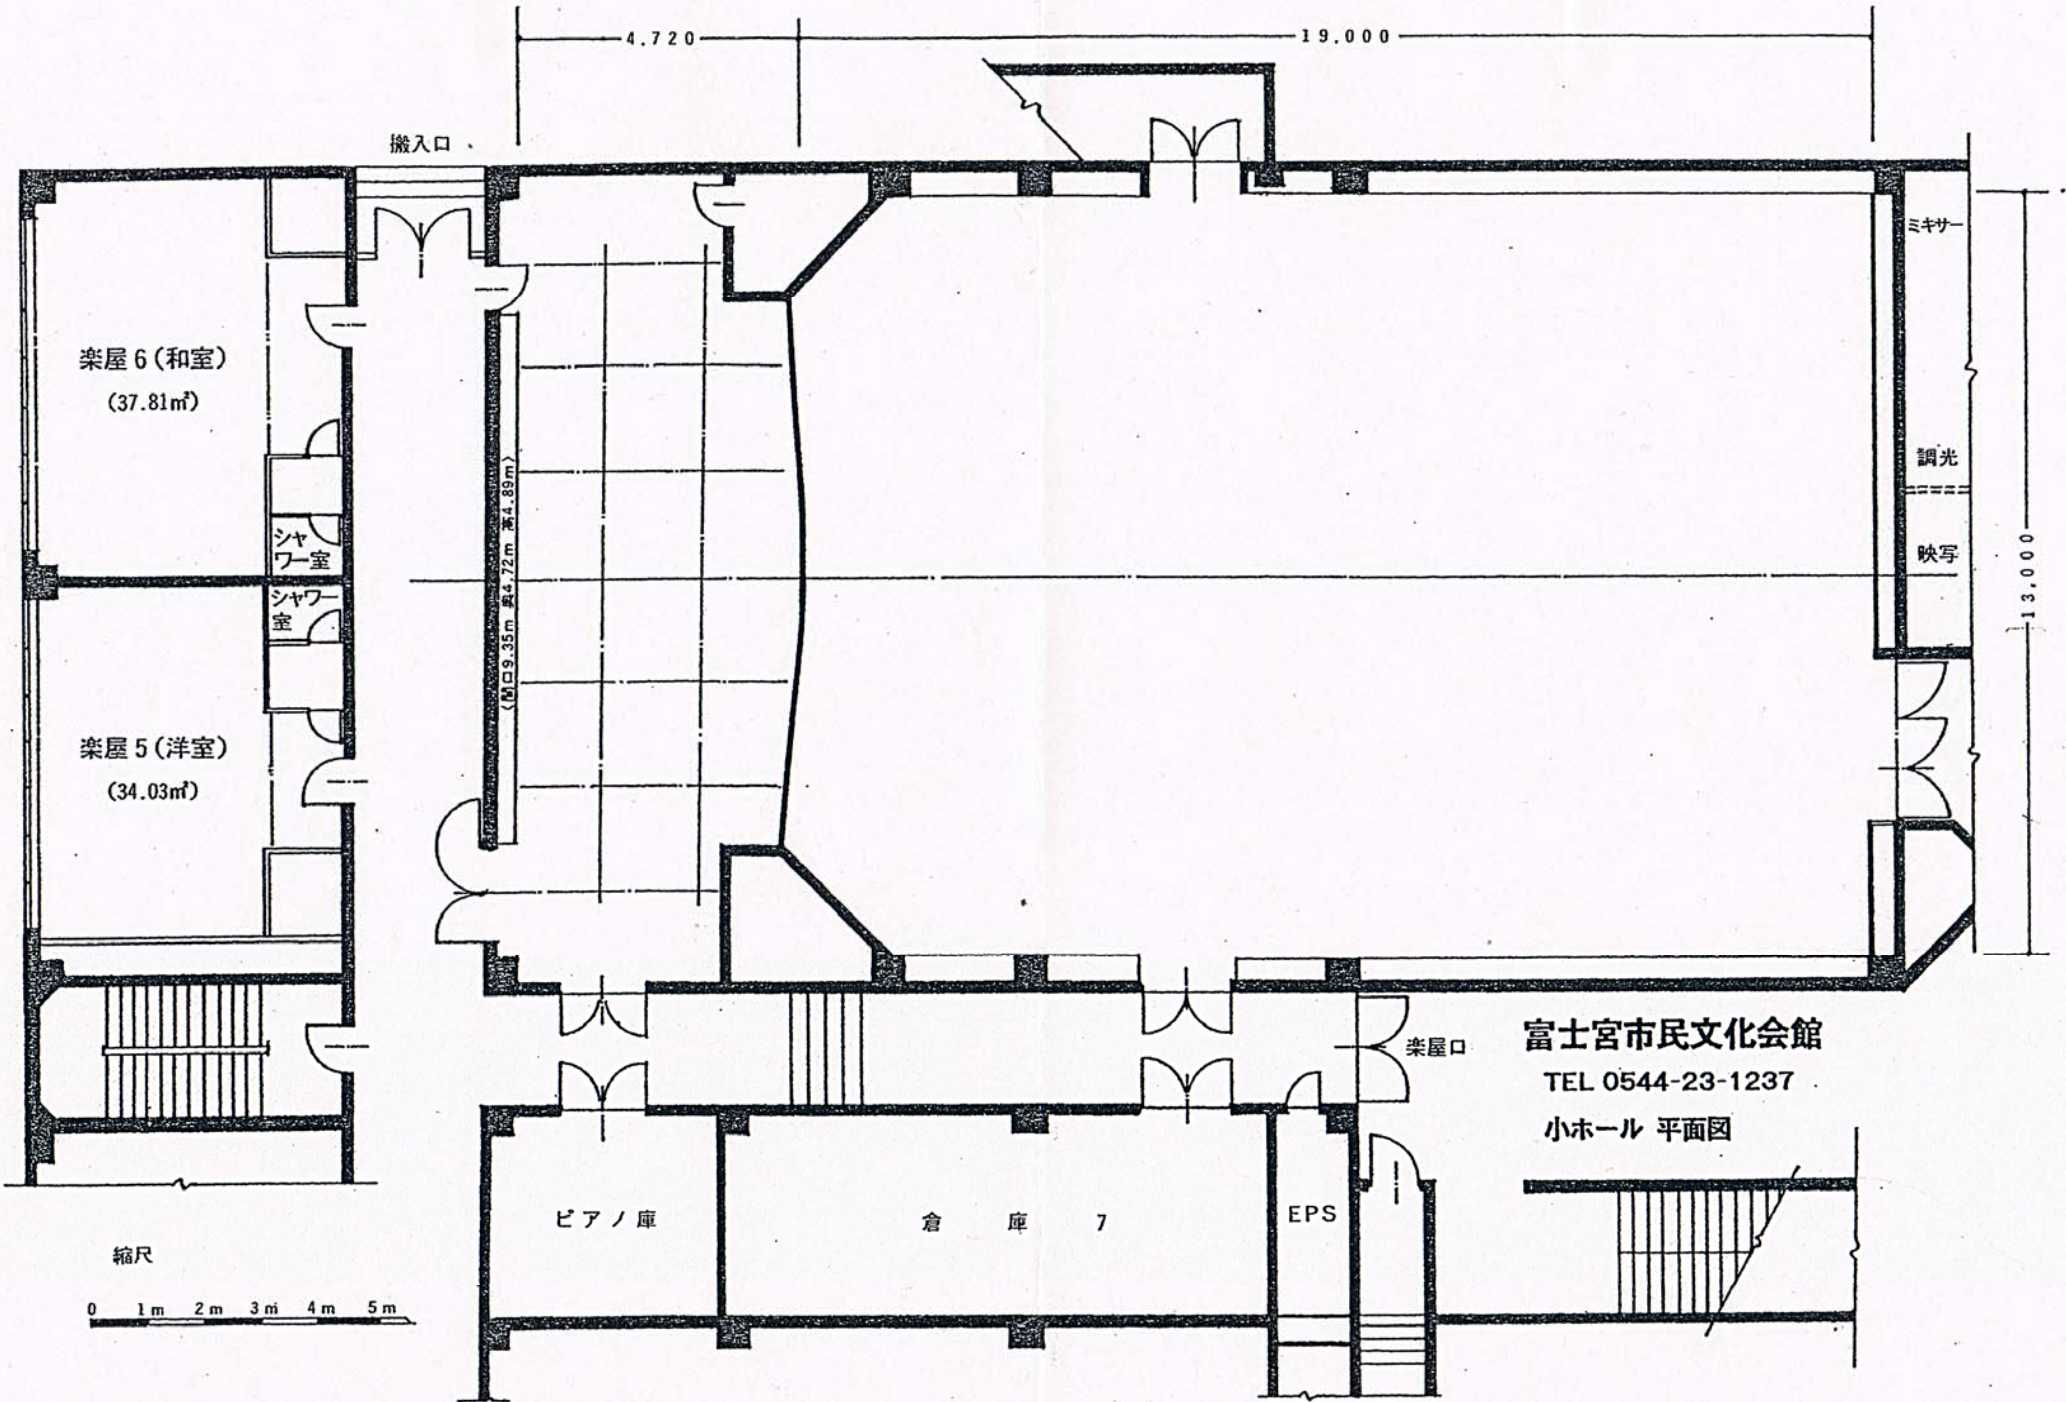 4.720
19.000
搬入口
ミキサー
楽屋 6 (和室)
(37.81㎡)
調光
映写
13,000
(間口9.35m 奥4.72m 高4.89m)
シャ
ワー室
シャワー
室
楽屋 5 (洋室)
(34.03㎡)
楽屋口
富士宮市民文化会館
TEL 0544-23-1237
小ホール 平面図
ピアノ庫
倉 庫 7
EPS
縮尺
0 1m 2m 3m 4m 5m